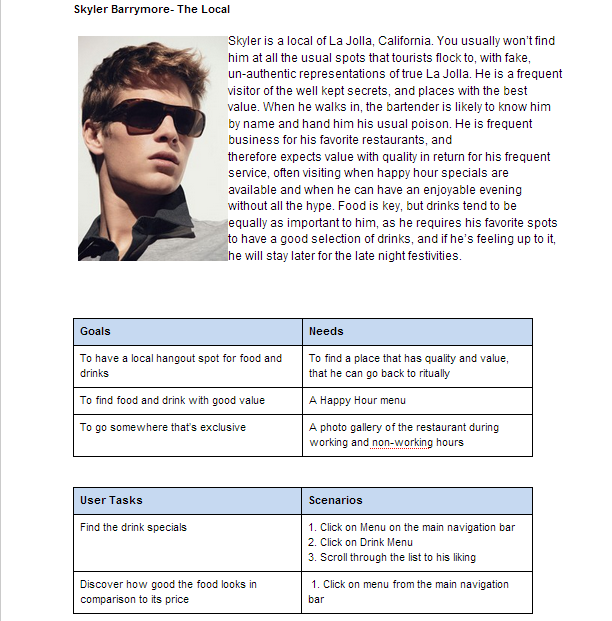 Skyler Barrymore- The Local
Skyler is a local of La Jolla, California. You usually won't find
him at all the usual spots that tourists flock to, with fake,
un-authentic representations of true La Jolla. He is a frequent
visitor of the well kept secrets, and places with the best
value. When he walks in, the bartender is likely to know him
by name and hand him his usual poison. He is frequent
business for his favorite restaurants, and
therefore expects value with quality in return for his frequent
service, often visiting when happy hour specials are
available and when he can have an enjoyable evening
without all the hype. Food is key, but drinks tend to be
equally as important to him, as he requires his favorite spots
to have a good selection of drinks, and if he's feeling up to it,
he will stay later for the late night festivities.
Goals
Needs
To have a local hangout spot for food and
drinks
To find a place that has quality and value,
that he can go back to ritually
To find food and drink with good value
A Happy Hour menu
To go somewhere that's exclusive
A photo gallery of the restaurant during
working and non-working hours
User Tasks
Scenarios
Find the drink specials
1. Click on Menu on the main navigation bar
2. Click on Drink Menu
3. Scroll through the list to his liking
Discover how good the food looks in
comparison to its price
1. Click on menu from the main navigation
bar